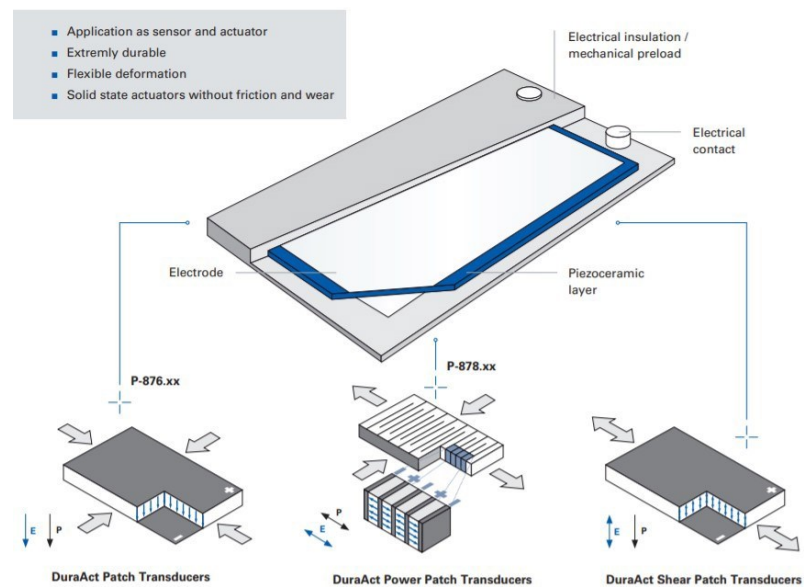 Application as sensor and actuator
Extremly durable
Flexible deformation
Solid state actuators without friction and wear
Electrical insulation /
mechanical preload
Electrical
contact
Electrode
Piezoceramic
layer
P-876.xx
P-878.xx
E
P
P
E
E
P
DuraAct Patch Transducers
DuraAct Power Patch Transducers
DuraAct Shear Patch Transducers